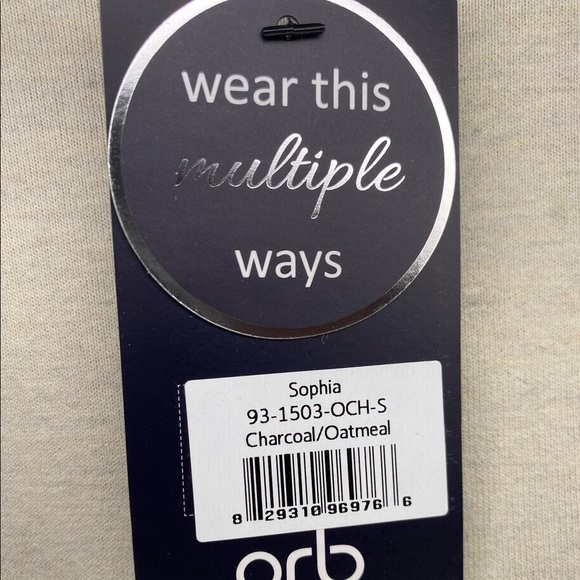 wear this
multiple
ways
Sophia
93-1503-OCH-S
Charcoal/Oatmeal
8 29310 96976 6
orb